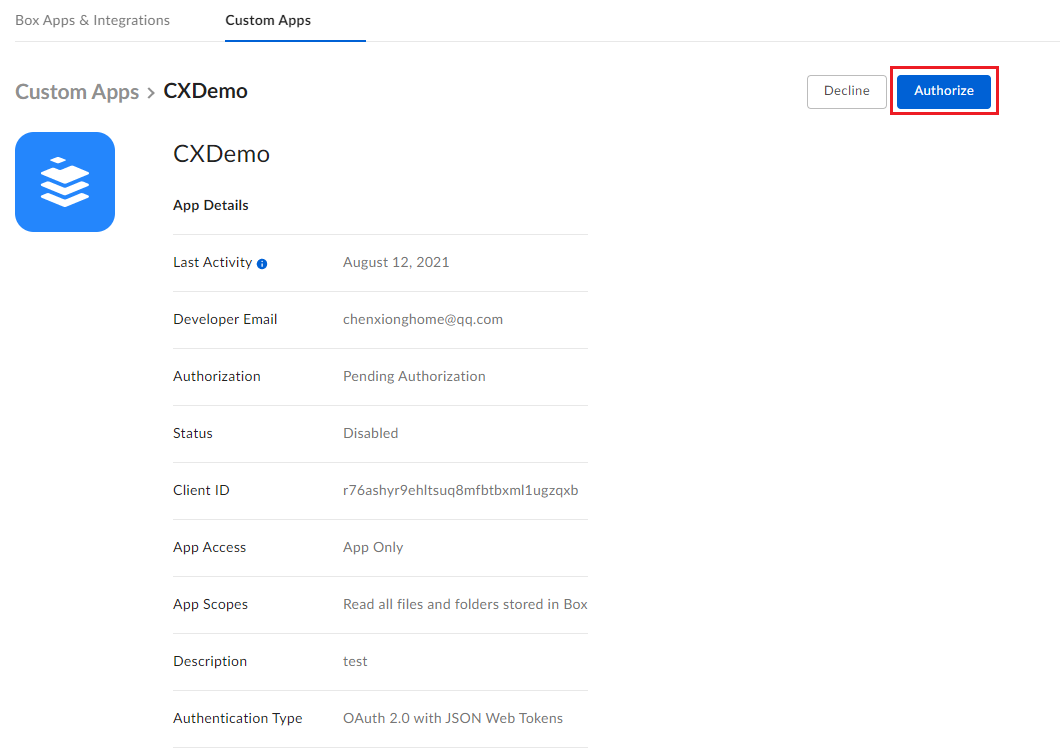 Box Apps & Integrations Custom Apps
Custom Apps > CXDemo Decline Authorize
CXDemo
App Details
Last Activity August 12, 2021
Developer Email chenxionghome@qq.com
Authorization Pending Authorization
Status Disabled
Client ID r76ashyr9ehltsuq8mfbtbxml1ugzqxb
App Access App Only
App Scopes Read all files and folders stored in Box
Description test
Authentication Type OAuth 2.0 with JSON Web Tokens